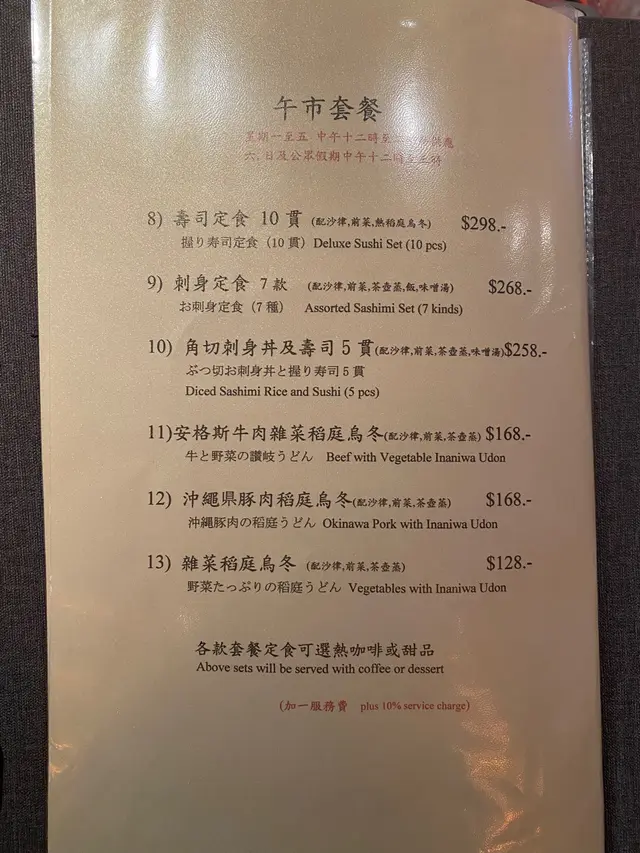 午市套餐
星期一至五 中午十二時至 供應
六,日及公眾假期中午十二時至三時
8) 壽司定食 10 貫 (配沙律,前菜,熱稻庭烏冬) $298.-
握り寿司定食（10 貫）Deluxe Sushi Set (10 pcs)
9) 刺身定食 7 款 (配沙律,前菜,茶壺蒸,飯,味噌湯) $268.-
お刺身定食（7 種） Assorted Sashimi Set (7 kinds)
10) 角切刺身丼及壽司 5 貫(配沙律,前菜,茶壺蒸,味噌湯)$258.-
ぶつ切お刺身丼と握り寿司 5 貫
Diced Sashimi Rice and Sushi (5 pcs)
11)安格斯牛肉雜菜稻庭烏冬(配沙律,前菜,茶壺蒸) $168.-
牛と野菜の讃岐うどん Beef with Vegetable Inaniwa Udon
12) 沖繩県豚肉稻庭烏冬(配沙律,前菜,茶壺蒸) $168.-
沖縄豚肉の稻庭うどん Okinawa Pork with Inaniwa Udon
13) 雜菜稻庭烏冬 (配沙律,前菜,茶壺蒸) $128.-
野菜たっぷりの稻庭うどん Vegetables with Inaniwa Udon
各款套餐定食可選熱咖啡或甜品
Above sets will be served with coffee or dessert
(加一服務費 plus 10% service charge)